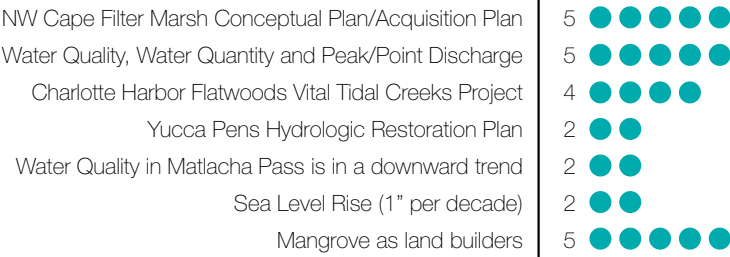 NW Cape Filter Marsh Conceptual Plan/Acquisition Plan 5
Water Quality, Water Quantity and Peak/Point Discharge 5
Charlotte Harbor Flatwoods Vital Tidal Creeks Project 4
Yucca Pens Hydrologic Restoration Plan 2
Water Quality in Matlacha Pass is in a downward trend 2
Sea Level Rise (1” per decade) 2
Mangrove as land builders 5